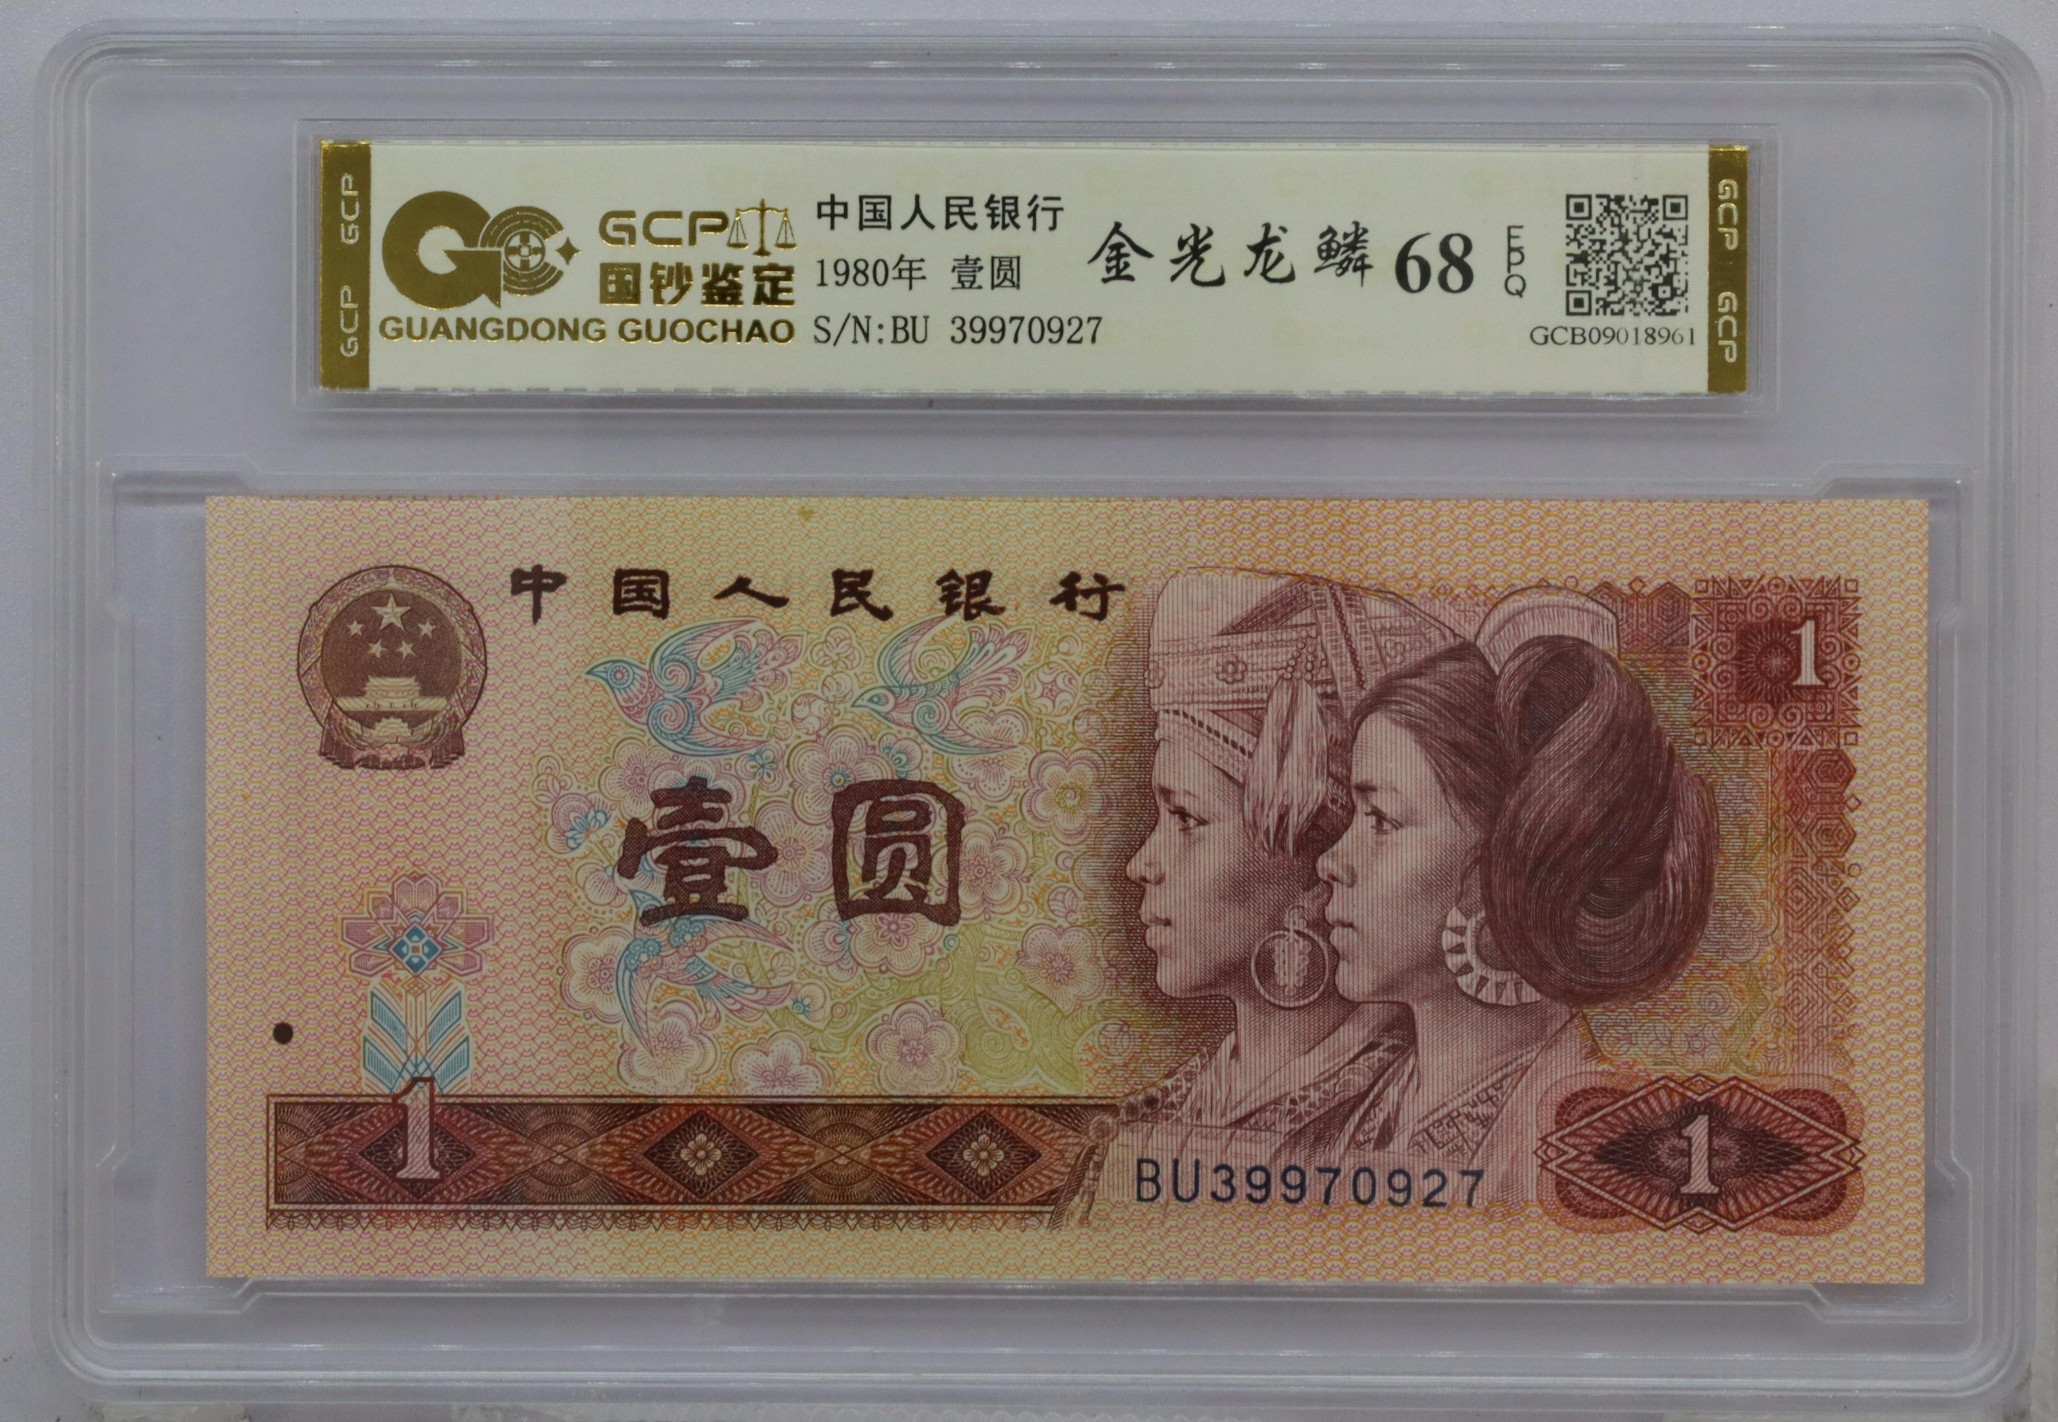 GCP GCP
GCP
国钞鉴定
GUANGDONG GUOCHAO
中国人民银行
1980年 壹圆
S/N:BU 39970927
金光龙鳞 68 EPQ
GCB09018961
GCP GCP
中国人民银行
1
壹圆
1
BU39970927
1